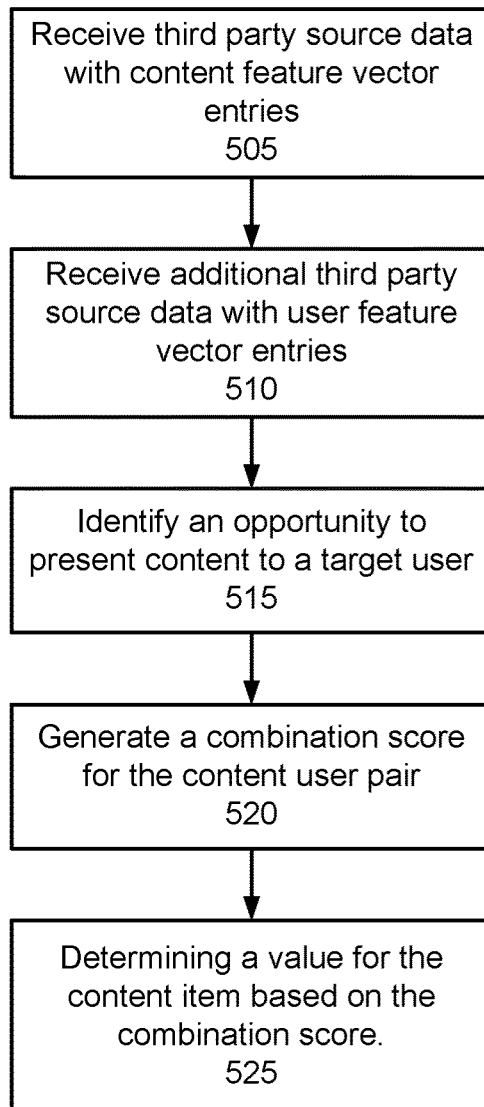 Receive third party source data
with content feature vector
entries
505
Receive additional third party
source data with user feature
vector entries
510
Identify an opportunity to
present content to a target user
515
Generate a combination score
for the content user pair
520
Determining a value for the
content item based on the
combination score.
525